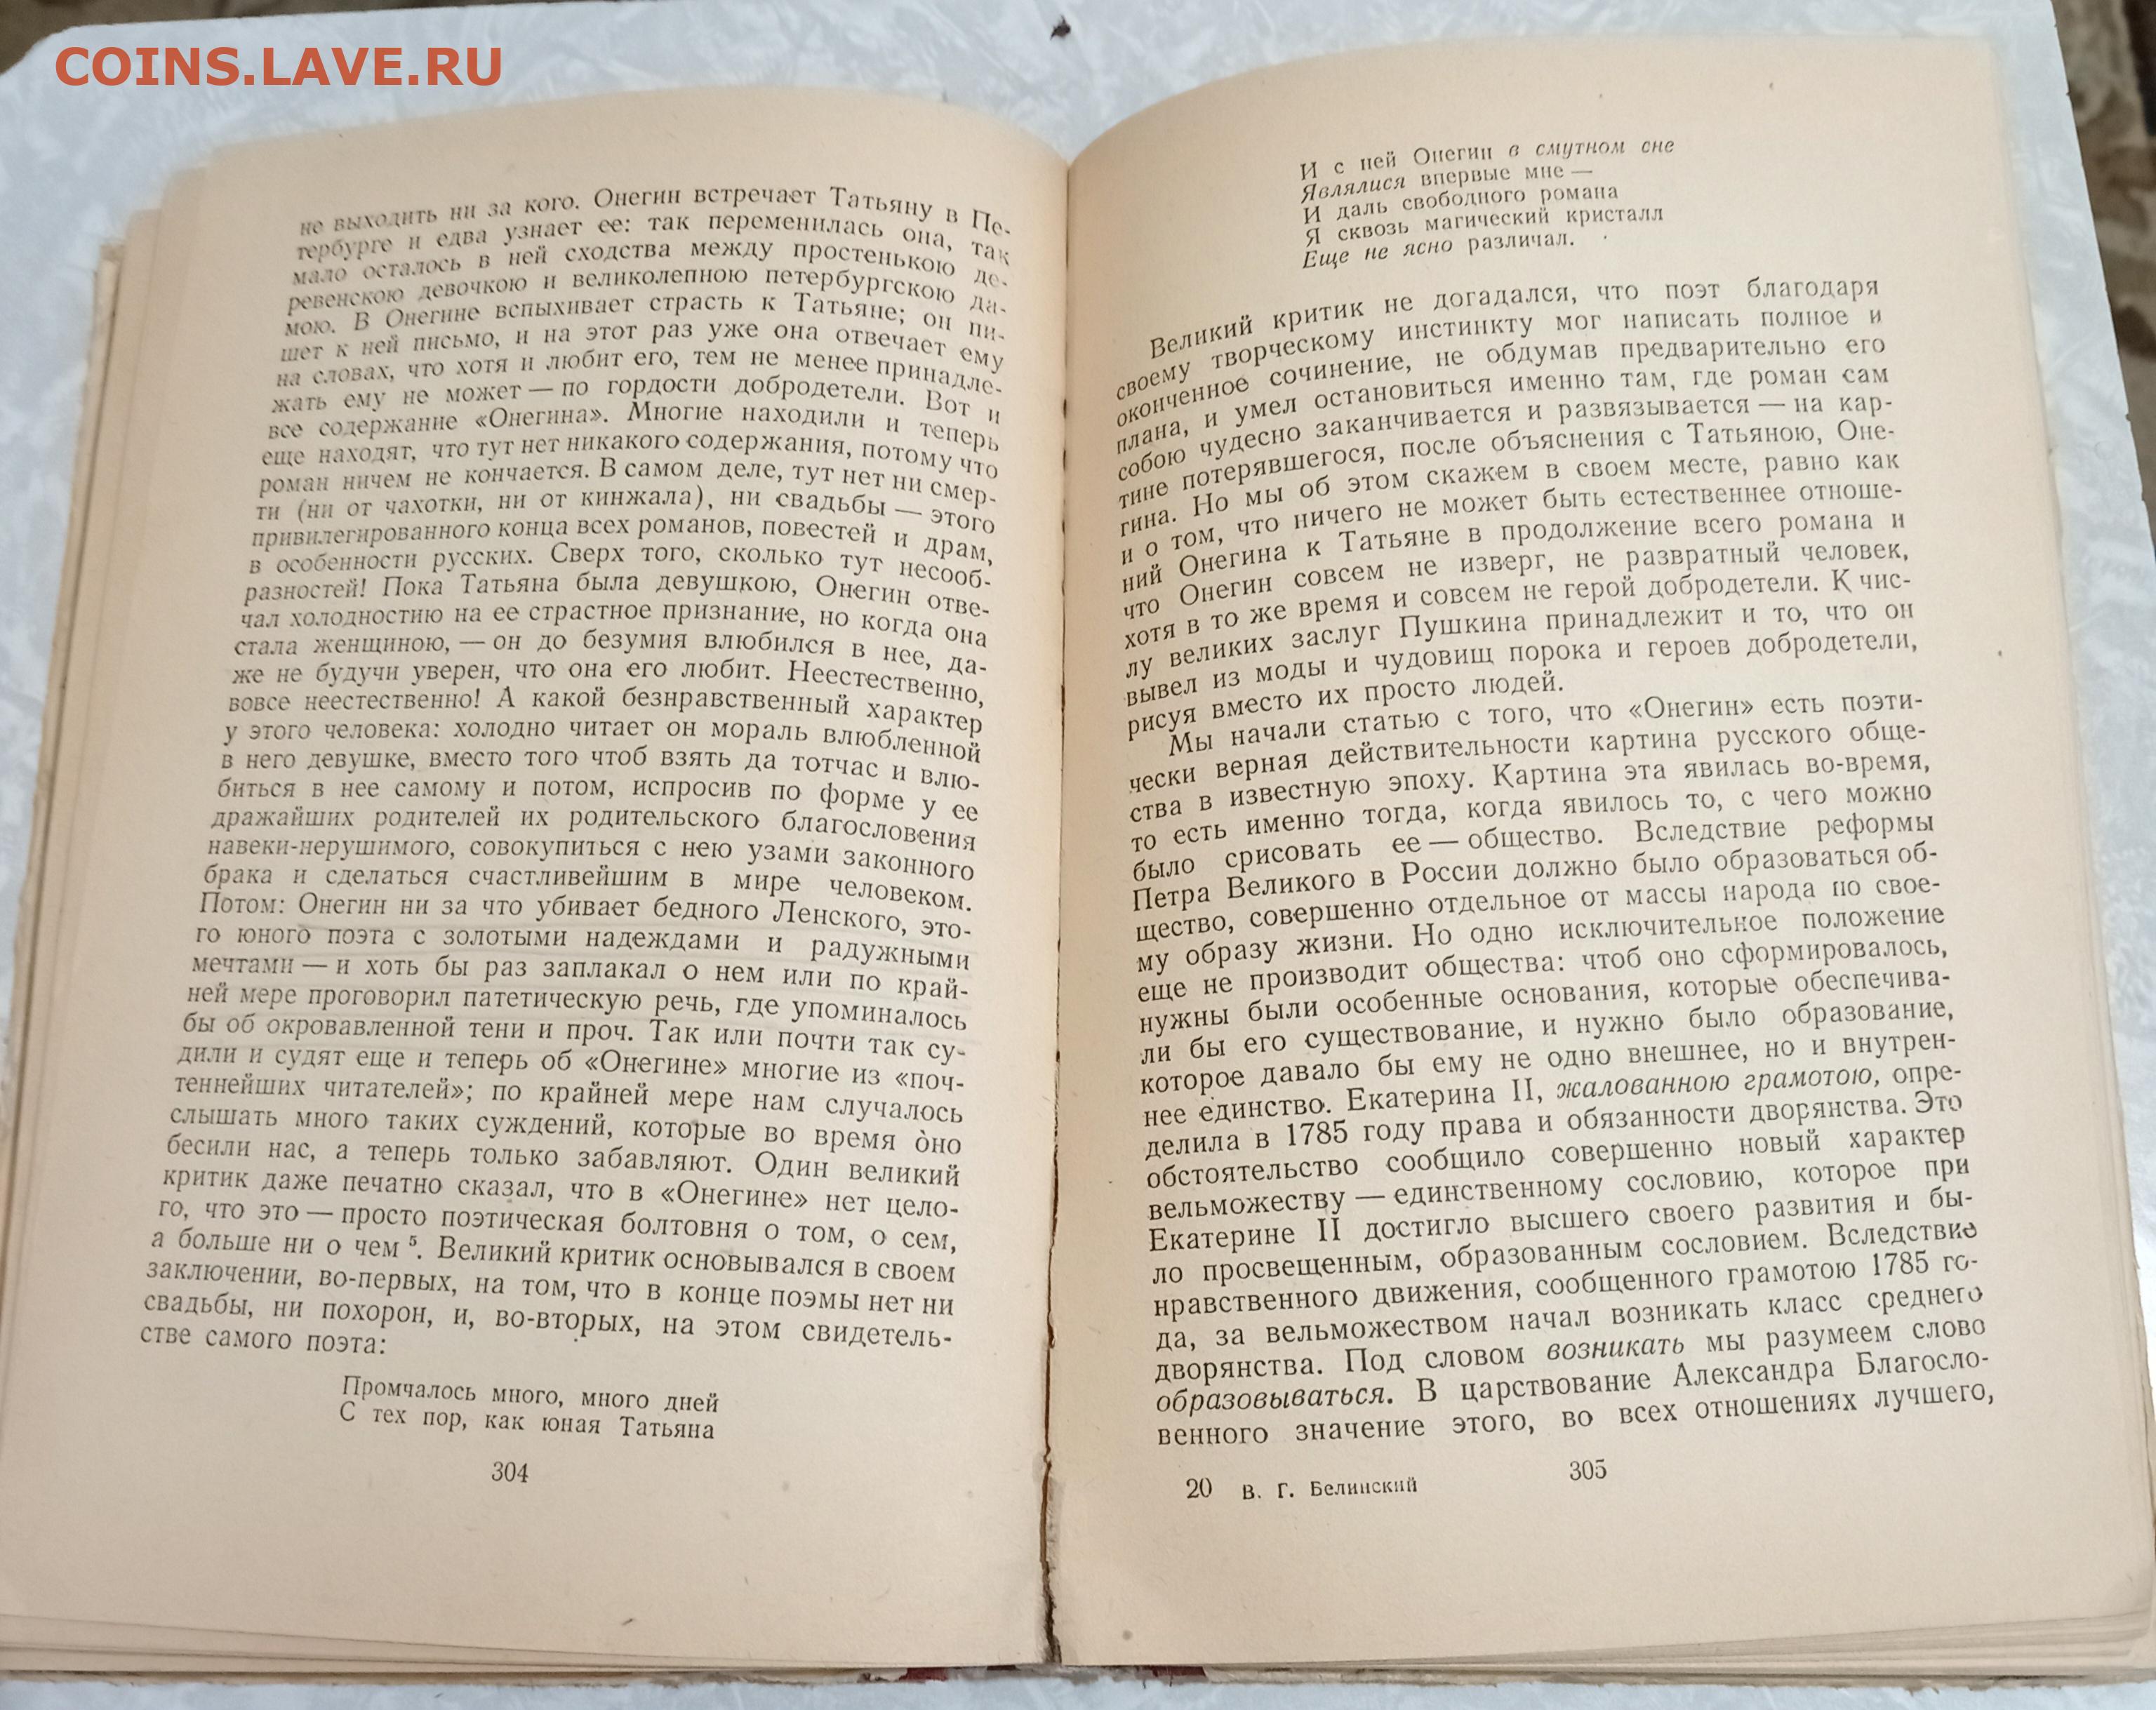 COINS.LAVE.RU
не выходить ни за кого. Онегин встречает Татьяну в Пе-
тербурге и едва узнает ее: так переменилась она, так
мало осталось в ней сходства между простенькою де-
ревенскою девочкою и великолепною петербургскою да-
мою. В Онегине вспыхивает страсть к Татьяне; он пи-
шет к ней письмо, и на этот раз уже она отвечает ему
на словах, что хотя и любит его, тем не менее принадле-
жать ему не может — по гордости добродетели. Вот и
все содержание «Онегина». Многие находили и теперь
еще находят, что тут нет никакого содержания, потому что
роман ничем не кончается. В самом деле, тут нет ни смер-
ти (ни от чахотки, ни от кинжала), ни свадьбы — этого
привилегированного конца всех романов, повестей и драм,
в особенности русских. Сверх того, сколько тут несооб-
разностей! Пока Татьяна была девушкою, Онегин отве-
чал холодностию на ее страстное признание, но когда она
стала женщиною, — он до безумия влюбился в нее, да-
же не будучи уверен, что она его любит. Неестественно,
вовсе неестественно! А какой безнравственный характер
у этого человека: холодно читает он мораль влюбленной
в него девушке, вместо того чтоб взять да тотчас и влю-
биться в нее самому и потом, испросив по форме у ее
дражайших родителей их родительского благословения
навеки-нерушимого, совокупиться с нею узами законного
брака и сделаться счастливейшим в мире человеком.
Потом: Онегин ни за что убивает бедного Ленского, это-
го юного поэта с золотыми надеждами и радужными
мечтами — и хоть бы раз заплакал о нем или по край-
ней мере проговорил патетическую речь, где упоминалось
бы об окровавленной тени и проч. Так или почти так су-
дили и судят еще и теперь об «Онегине» многие из «поч-
теннейших читателей»; по крайней мере нам случалось
слышать много таких суждений, которые во время òно
бесили нас, а теперь только забавляют. Один великий
критик даже печатно сказал, что в «Онегине» нет цело-
го, что это — просто поэтическая болтовня о том, о сем,
а больше ни о чем ⁵. Великий критик основывался в своем
заключении, во-первых, на том, что в конце поэмы нет ни
свадьбы, ни похорон, и, во-вторых, на этом свидетель-
стве самого поэта:
Промчалось много, много дней
С тех пор, как юная Татьяна
304
И с ней Онегин в смутном сне
Являлися впервые мне —
И даль свободного романа
Я сквозь магический кристалл
Еще не ясно различал.
Великий критик не догадался, что поэт благодаря
своему творческому инстинкту мог написать полное и
оконченное сочинение, не обдумав предварительно его
плана, и умел остановиться именно там, где роман сам
собою чудесно заканчивается и развязывается — на кар-
тине потерявшегося, после объяснения с Татьяною, Оне-
гина. Но мы об этом скажем в своем месте, равно как
и о том, что ничего не может быть естественнее отноше-
ний Онегина к Татьяне в продолжение всего романа и
что Онегин совсем не изверг, не развратный человек,
хотя в то же время и совсем не герой добродетели. К чис-
лу великих заслуг Пушкина принадлежит и то, что он
вывел из моды и чудовищ порока и героев добродетели,
рисуя вместо их просто людей.
Мы начали статью с того, что «Онегин» есть поэти-
чески верная действительности картина русского обще-
ства в известную эпоху. Картина эта явилась во-время,
то есть именно тогда, когда явилось то, с чего можно
было срисовать ее — общество. Вследствие реформы
Петра Великого в России должно было образоваться об-
щество, совершенно отдельное от массы народа по свое-
му образу жизни. Но одно исключительное положение
еще не производит общества: чтоб оно сформировалось,
нужны были особенные основания, которые обеспечива-
ли бы его существование, и нужно было образование,
которое давало бы ему не одно внешнее, но и внутрен-
нее единство. Екатерина II, жалованною грамотою, опре-
делила в 1785 году права и обязанности дворянства. Это
обстоятельство сообщило совершенно новый характер
вельможеству — единственному сословию, которое при
Екатерине II достигло высшего своего развития и бы-
ло просвещенным, образованным сословием. Вследствие
нравственного движения, сообщенного грамотою 1785 го-
да, за вельможеством начал возникать класс среднего
дворянства. Под словом возникать мы разумеем слово
образовываться. В царствование Александра Благосло-
венного значение этого, во всех отношениях лучшего,
20 В. Г. Белинский
305